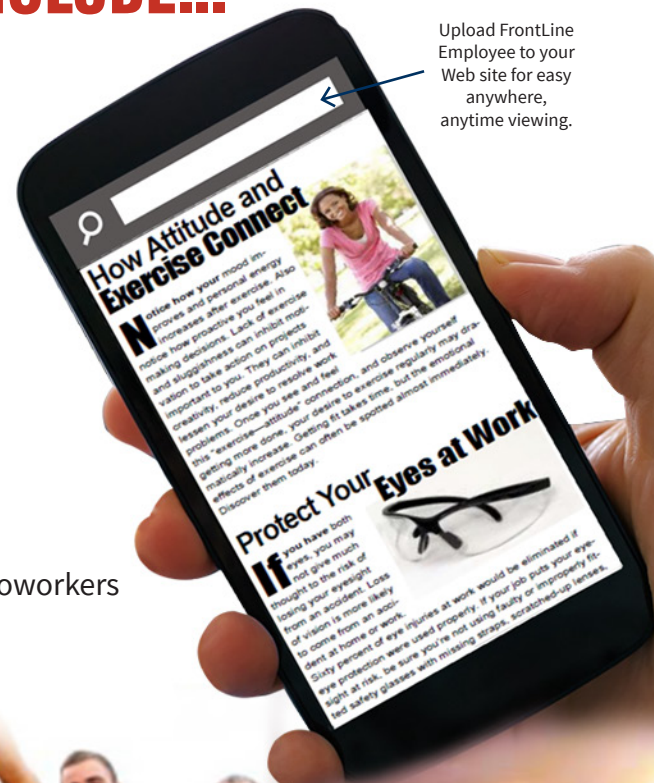 Upload FrontLine
Employee to your
Web site for easy
anywhere,
anytime viewing.
How Attitude and
Exercise Connect
Notice how your mood im-
proves and personal energy
increases after exercise. Also
notice how proactive you feel in
making decisions. Lack of exercise
and sluggishness can inhibit moti-
vation to take action on projects
important to you. They can inhibit
creativity, reduce productivity, and
lessen your desire to resolve work
problems. Once you see and feel
this "exercise—attitude" connection, and observe yourself
getting more done, your desire to exercise regularly may dra-
matically increase. Getting fit takes time, but the emotional
effects of exercise can often be spotted almost immediately.
Discover them today.
Protect Your Eyes at Work
If you have both
eyes, you may
not give much
thought to the risk of
losing your eyesight
from an accident. Loss
of vision is more likely
to come from an acci-
dent at home or work.
Sixty percent of eye injuries at work would be eliminated if
eye protection were used properly. If your job puts your eye-
sight at risk, be sure you're not using faulty or improperly fit-
ted safety glasses with missing straps, scratched-up lenses,